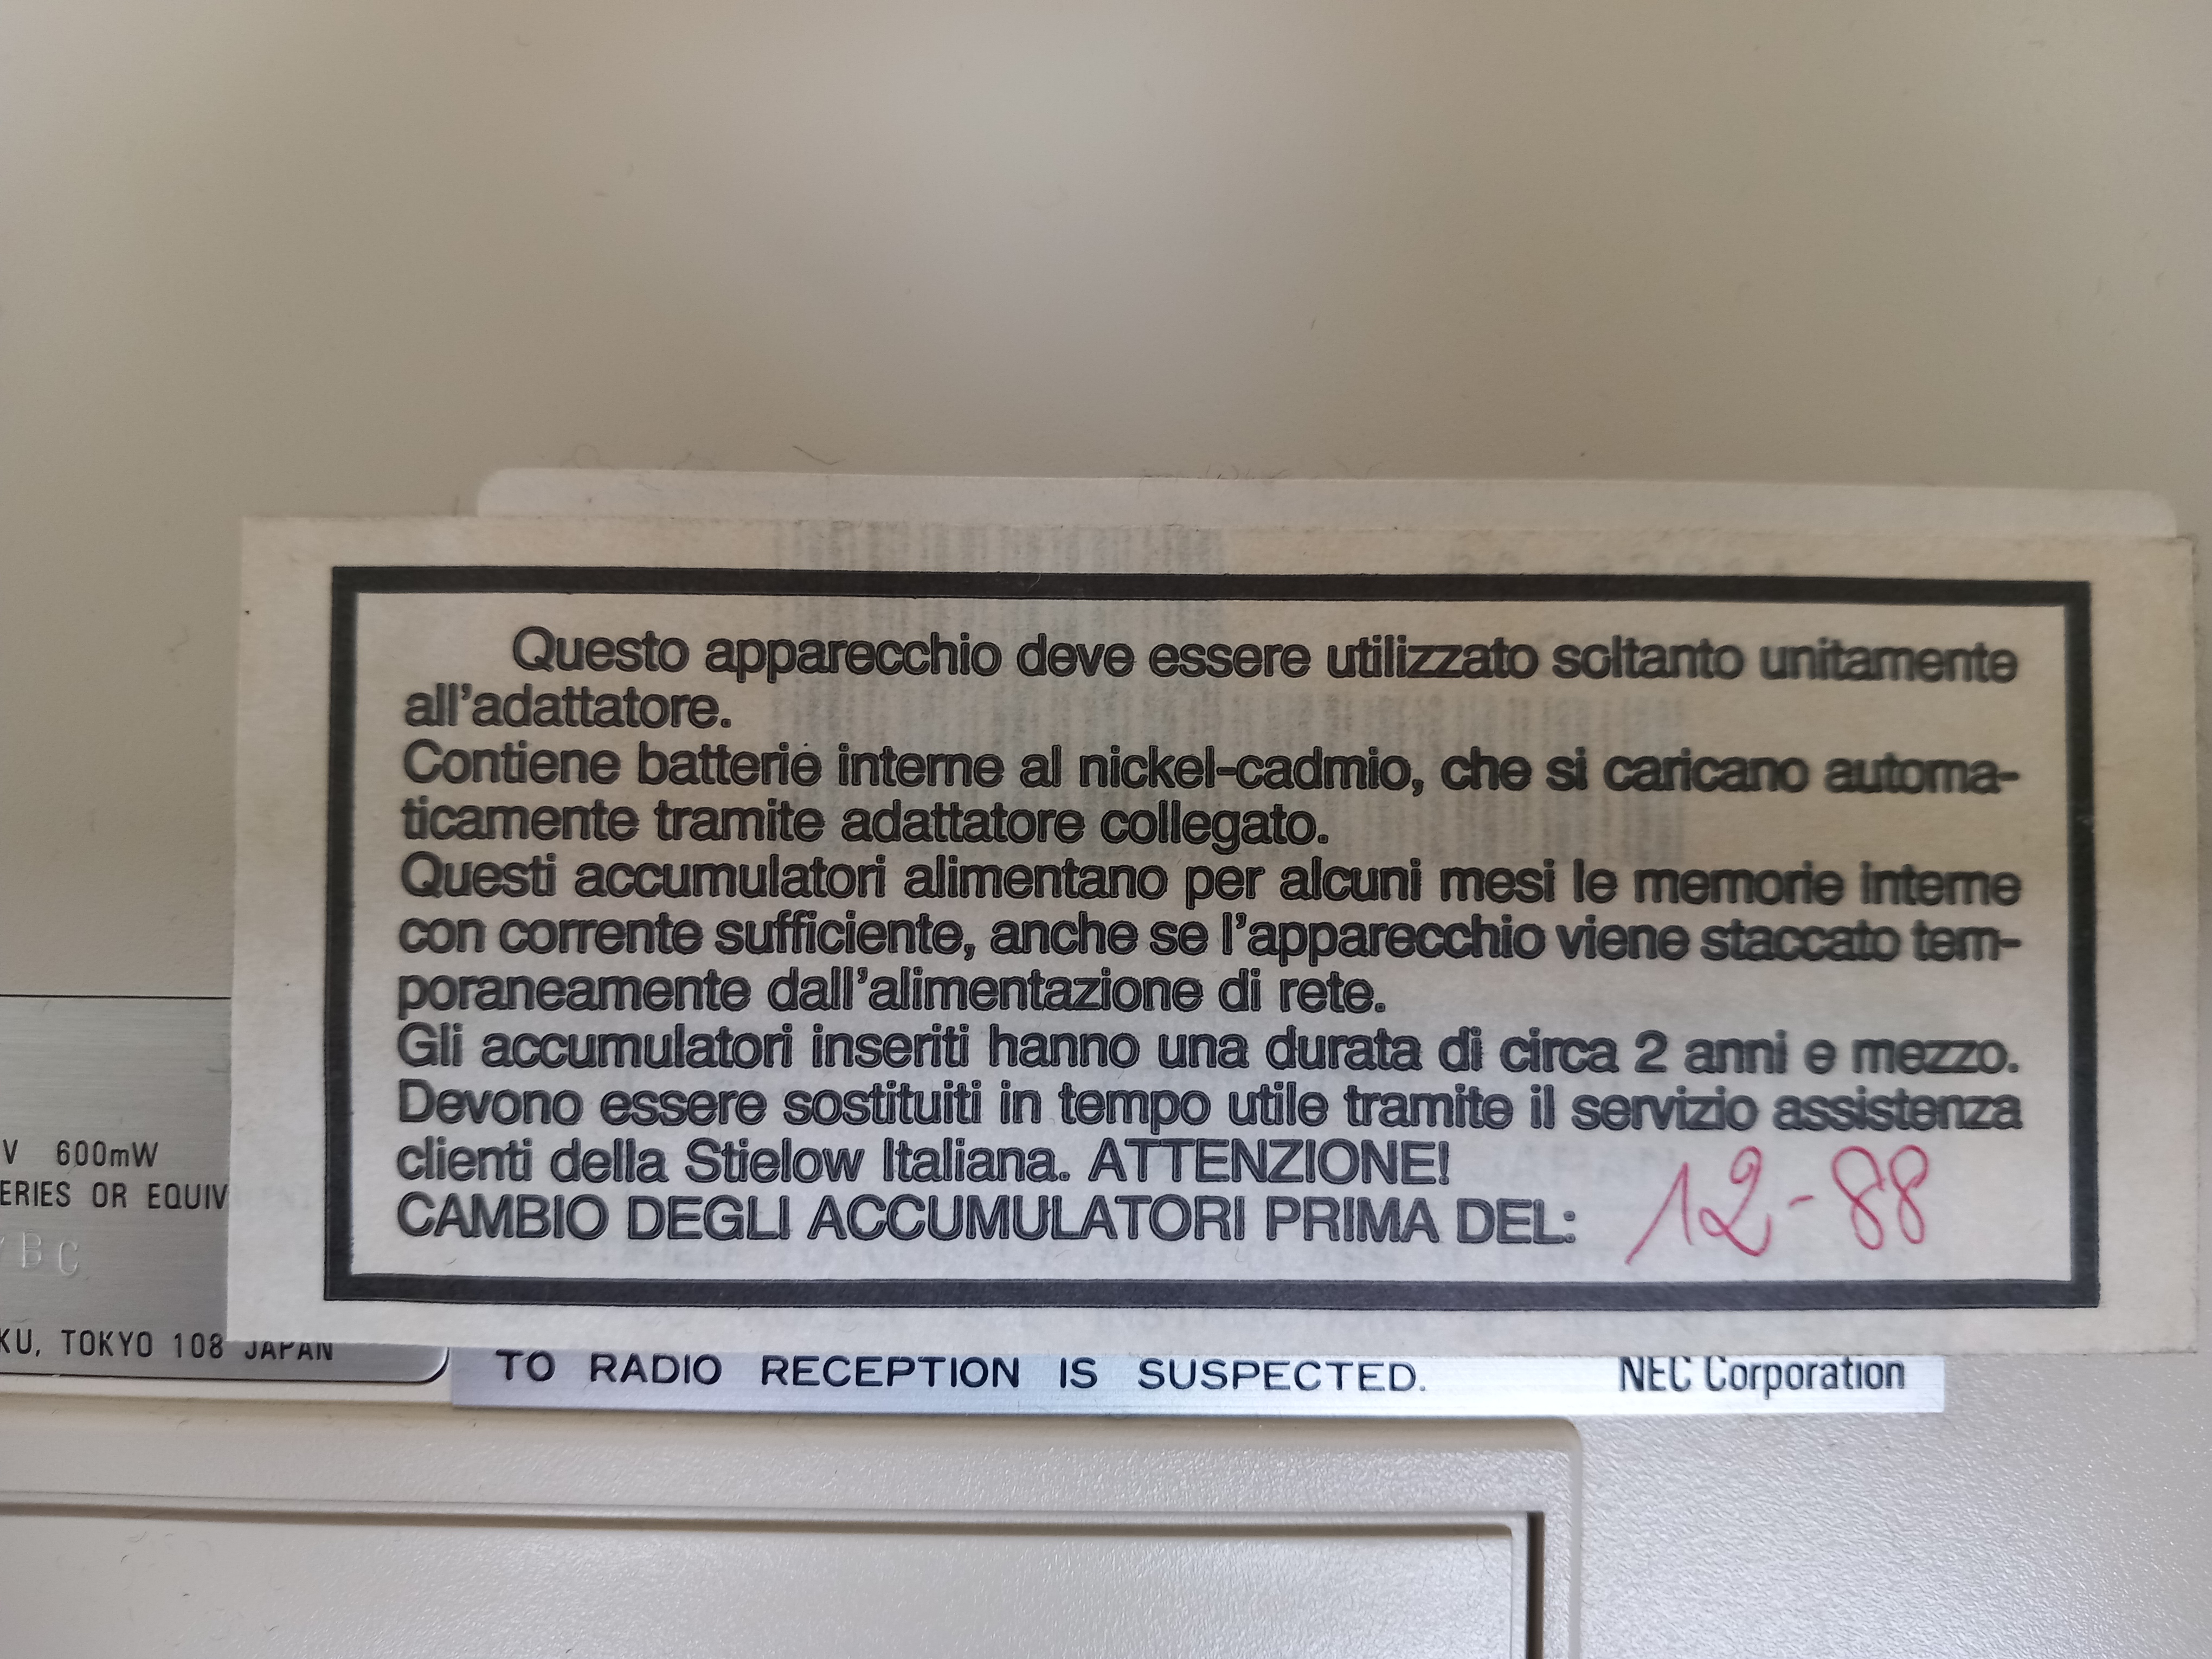 Questo apparecchio deve essere utilizzato soltanto unitamente
all'adattatore.
Contiene batterie interne al nickel-cadmio, che si caricano automa-
ticamente tramite adattatore collegato.
Questi accumulatori alimentano per alcuni mesi le memorie interne
con corrente sufficiente, anche se l'apparecchio viene staccato tem-
poraneamente dall'alimentazione di rete.
Gli accumulatori inseriti hanno una durata di circa 2 anni e mezzo.
Devono essere sostituiti in tempo utile tramite il servizio assistenza
clienti della Stielow Italiana. ATTENZIONE!
CAMBIO DEGLI ACCUMULATORI PRIMA DEL: 12-88
V 600mW
ERIES OR EQUIV
BC
KU, TOKYO 108 JAPAN
TO RADIO RECEPTION IS SUSPECTED. NEC Corporation